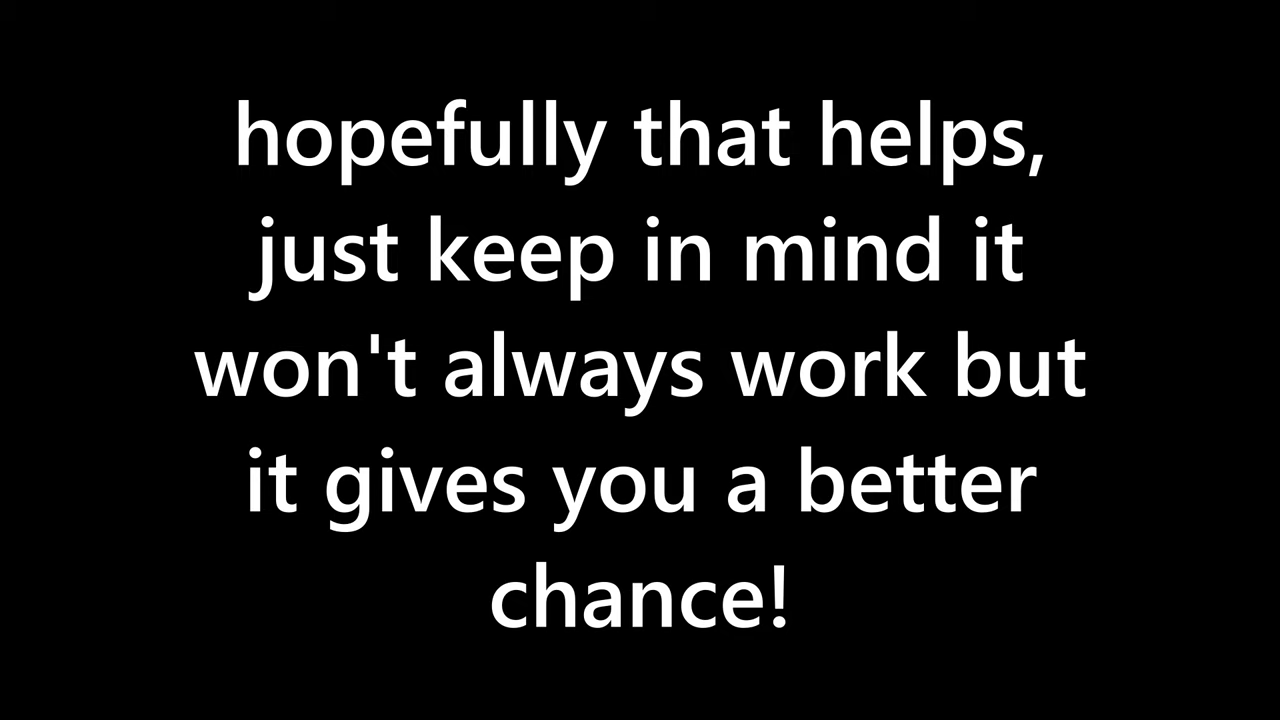 hopefully that helps,
just keep in mind it
won't always work but
it gives you a better
chance!